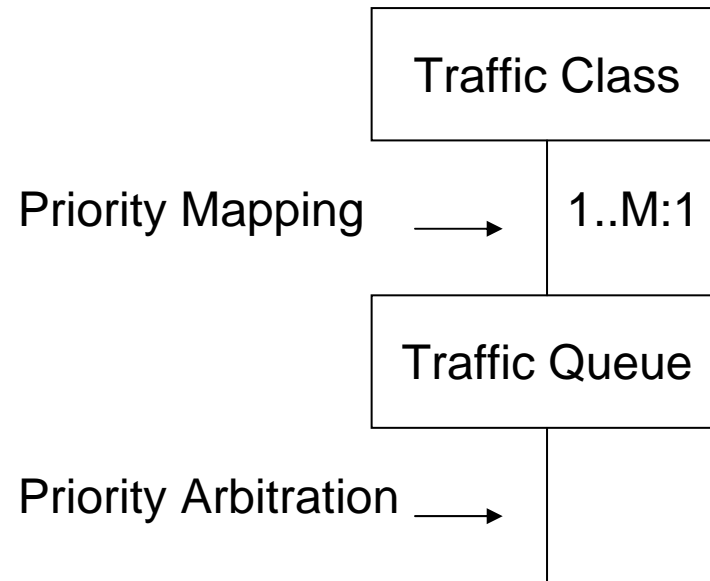 Traffic Class
Priority Mapping
1..M:1
Traffic Queue
Priority Arbitration